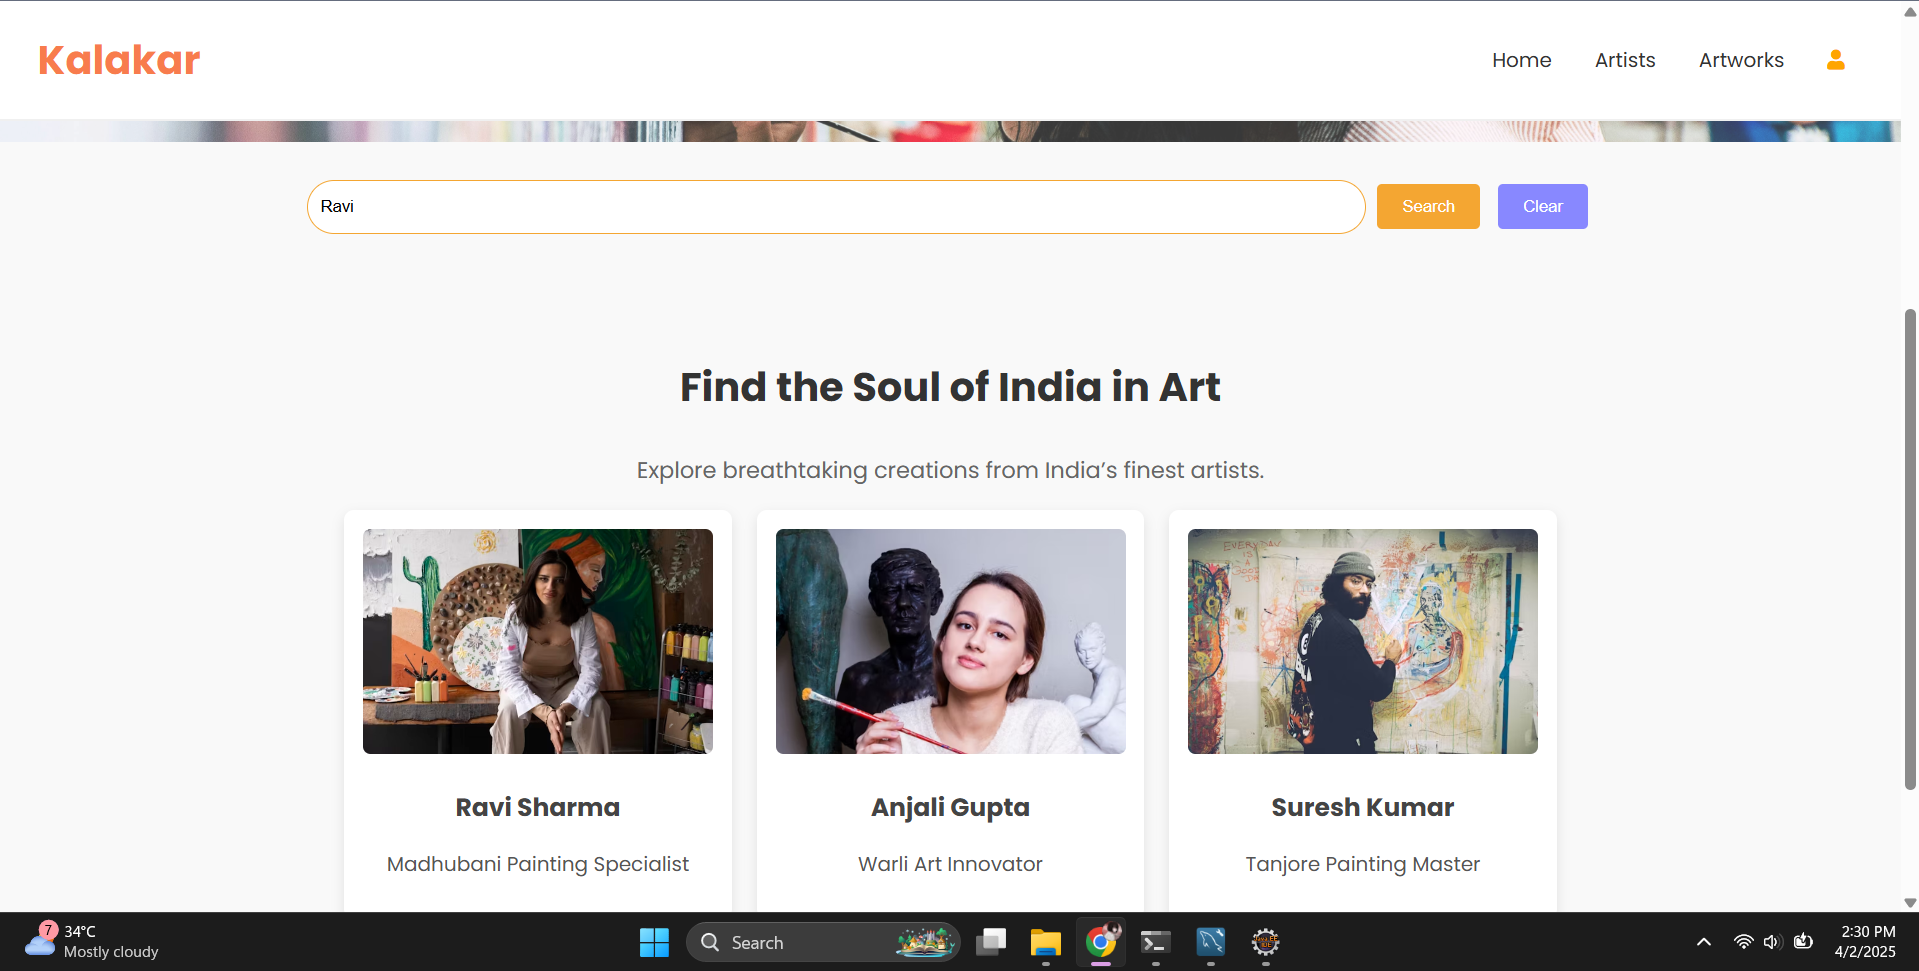 Kalakar
Home Artists Artworks
Ravi
Search Clear
Find the Soul of India in Art
Explore breathtaking creations from India’s finest artists.
Ravi Sharma Anjali Gupta Suresh Kumar
Madhubani Painting Specialist Warli Art Innovator Tanjore Painting Master
7 34°C
Mostly cloudy
Search
2:30 PM
4/2/2025